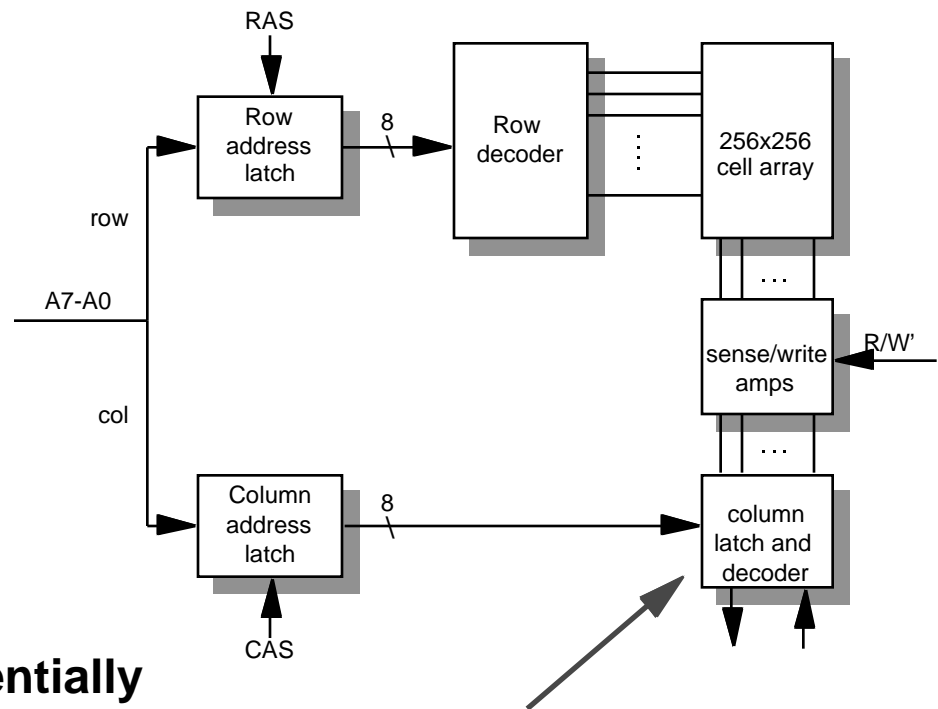 RAS
Row
address
latch
8
Row
decoder
256x256
cell array
row
A7-A0
col
sense/write
amps
R/W’
Column
address
latch
8
column
latch and
decoder
CAS
entially